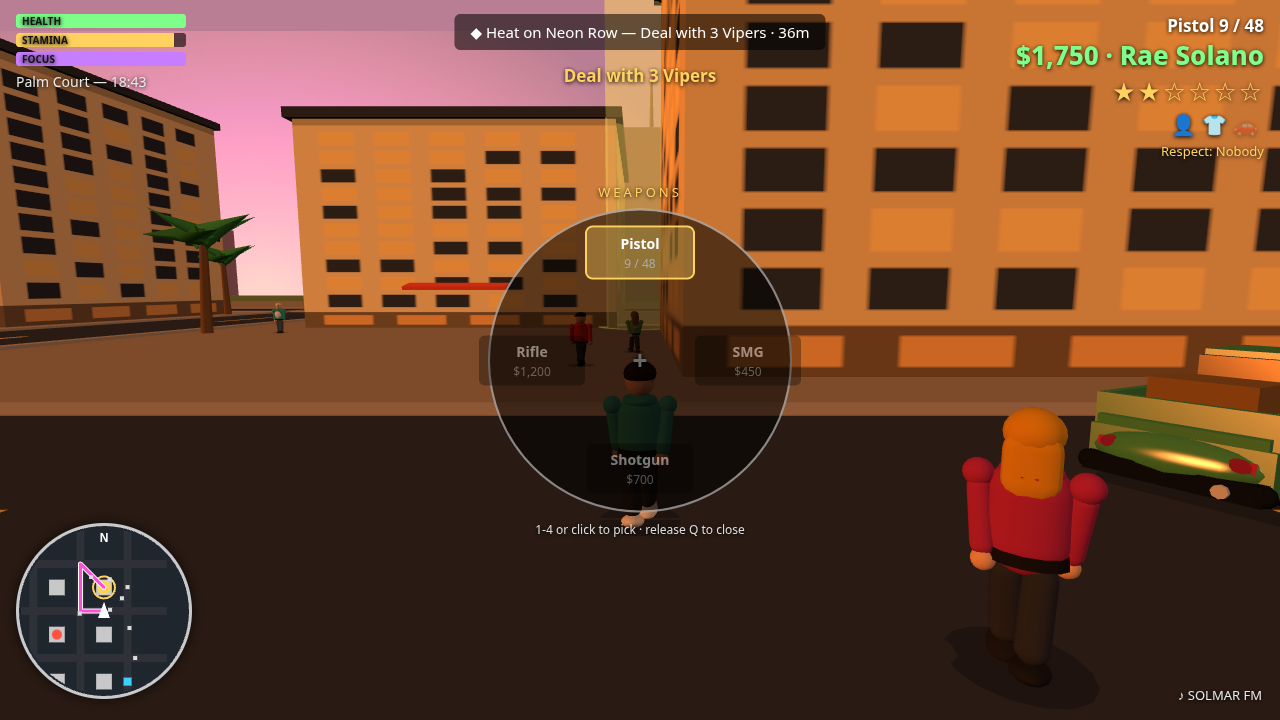 HEALTH
STAMINA
FOCUS
Palm Court — 18:43
◆ Heat on Neon Row — Deal with 3 Vipers · 36m
Deal with 3 Vipers
Pistol 9 / 48
$1,750 · Rae Solano
★★☆☆☆☆
Respect: Nobody
WEAPONS
Pistol
9 / 48
Rifle
$1,200
SMG
$450
Shotgun
$700
1-4 or click to pick · release Q to close
N
♪ SOLMAR FM